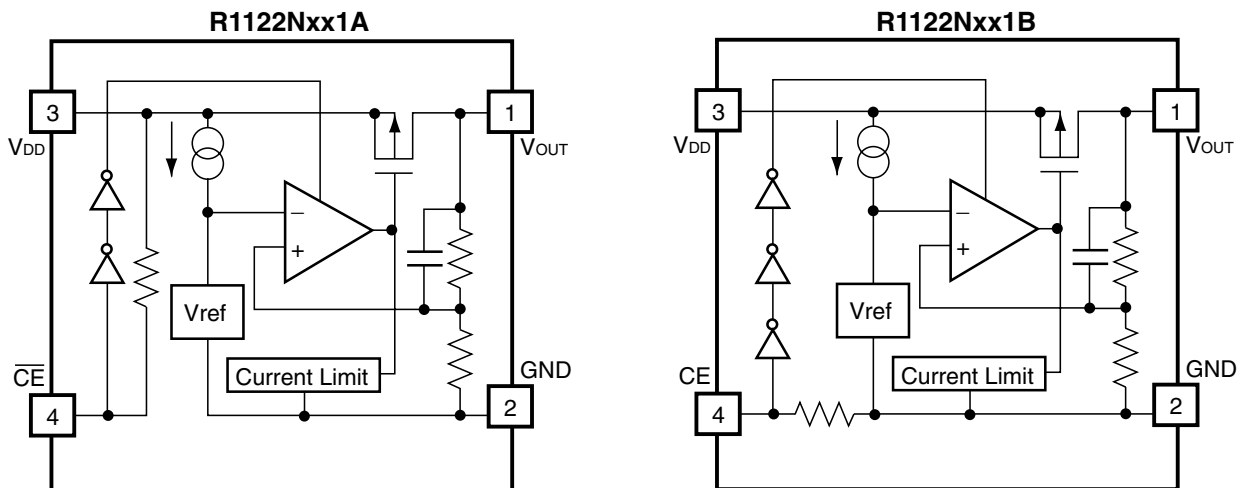 R1122Nxx1A
3
VDD
1
VOUT
−
+
Vref
Current Limit
CE
4
GND
2
R1122Nxx1B
3
VDD
1
VOUT
−
+
Vref
Current Limit
CE
4
GND
2